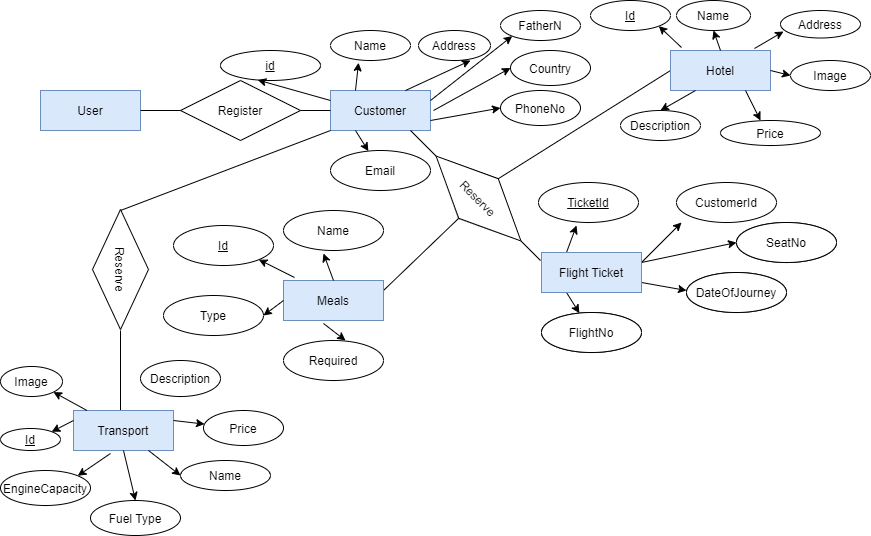 Id
Name
Address
FatherN
Name
Address
id
Country
Hotel
Image
User
Register
Customer
PhoneNo
Description
Price
Email
Reserve
TicketId
CustomerId
Name
Id
SeatNo
Reserve
Flight Ticket
Meals
DateOfJourney
Type
FlightNo
Required
Image
Description
Id
Transport
Price
Name
EngineCapacity
Fuel Type